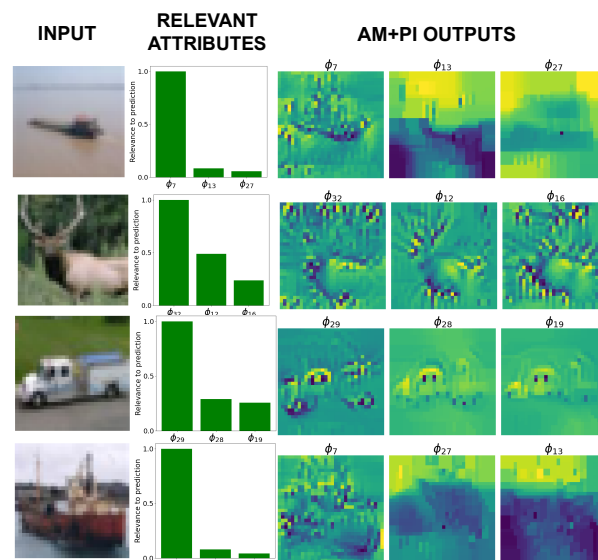 INPUT
RELEVANT
ATTRIBUTES
AM+PI OUTPUTS
ϕ7 ϕ13 ϕ27
1.0
0.5
0.0
Relevance to prediction
ϕ7 ϕ13 ϕ27
ϕ32 ϕ12 ϕ16
1.0
0.5
0.0
Relevance to prediction
ϕ32 ϕ12 ϕ16
ϕ29 ϕ28 ϕ19
1.0
0.5
0.0
Relevance to prediction
ϕ29 ϕ28 ϕ19
ϕ7 ϕ27 ϕ13
1.0
0.5
Relevance to prediction